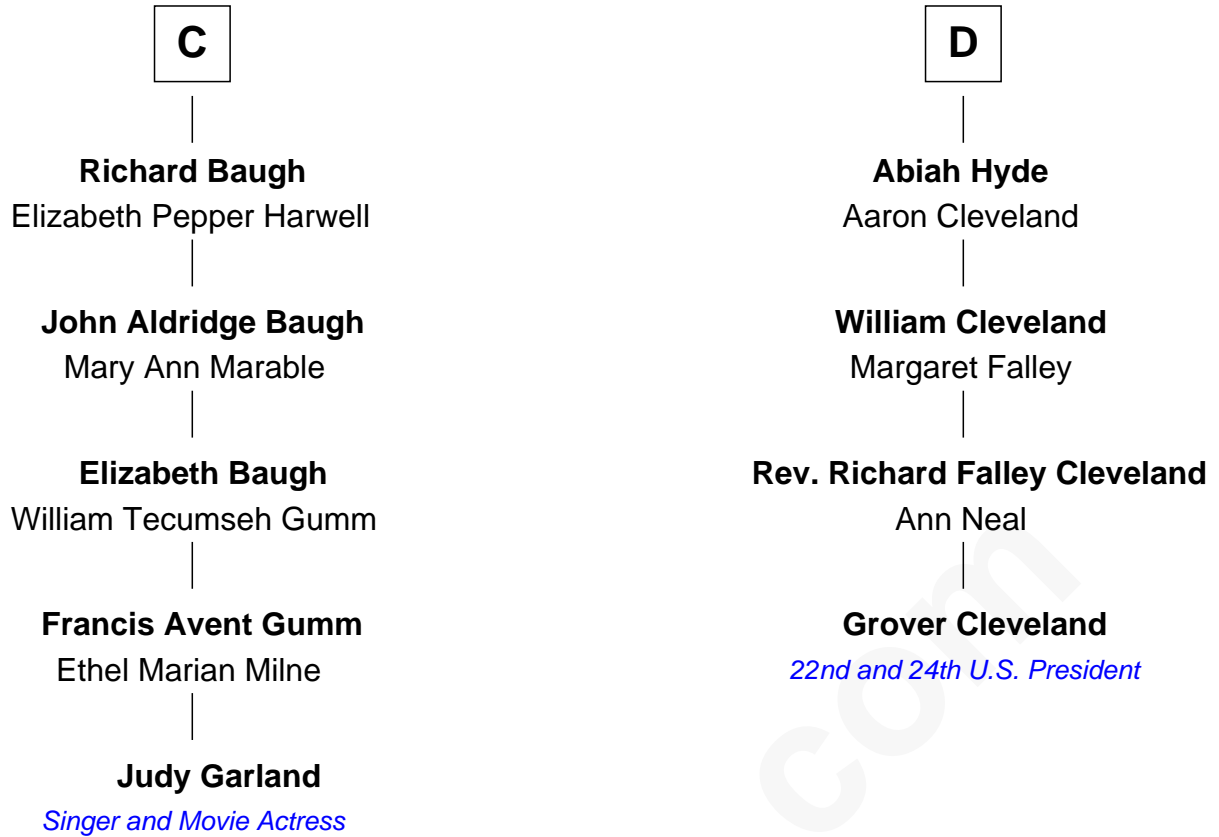 C
Richard Baugh
Elizabeth Pepper Harwell
John Aldridge Baugh
Mary Ann Marable
Elizabeth Baugh
William Tecumseh Gumm
Francis Avent Gumm
Ethel Marian Milne
Judy Garland
Singer and Movie Actress
D
Abiah Hyde
Aaron Cleveland
William Cleveland
Margaret Falley
Rev. Richard Falley Cleveland
Ann Neal
Grover Cleveland
22nd and 24th U.S. President
com